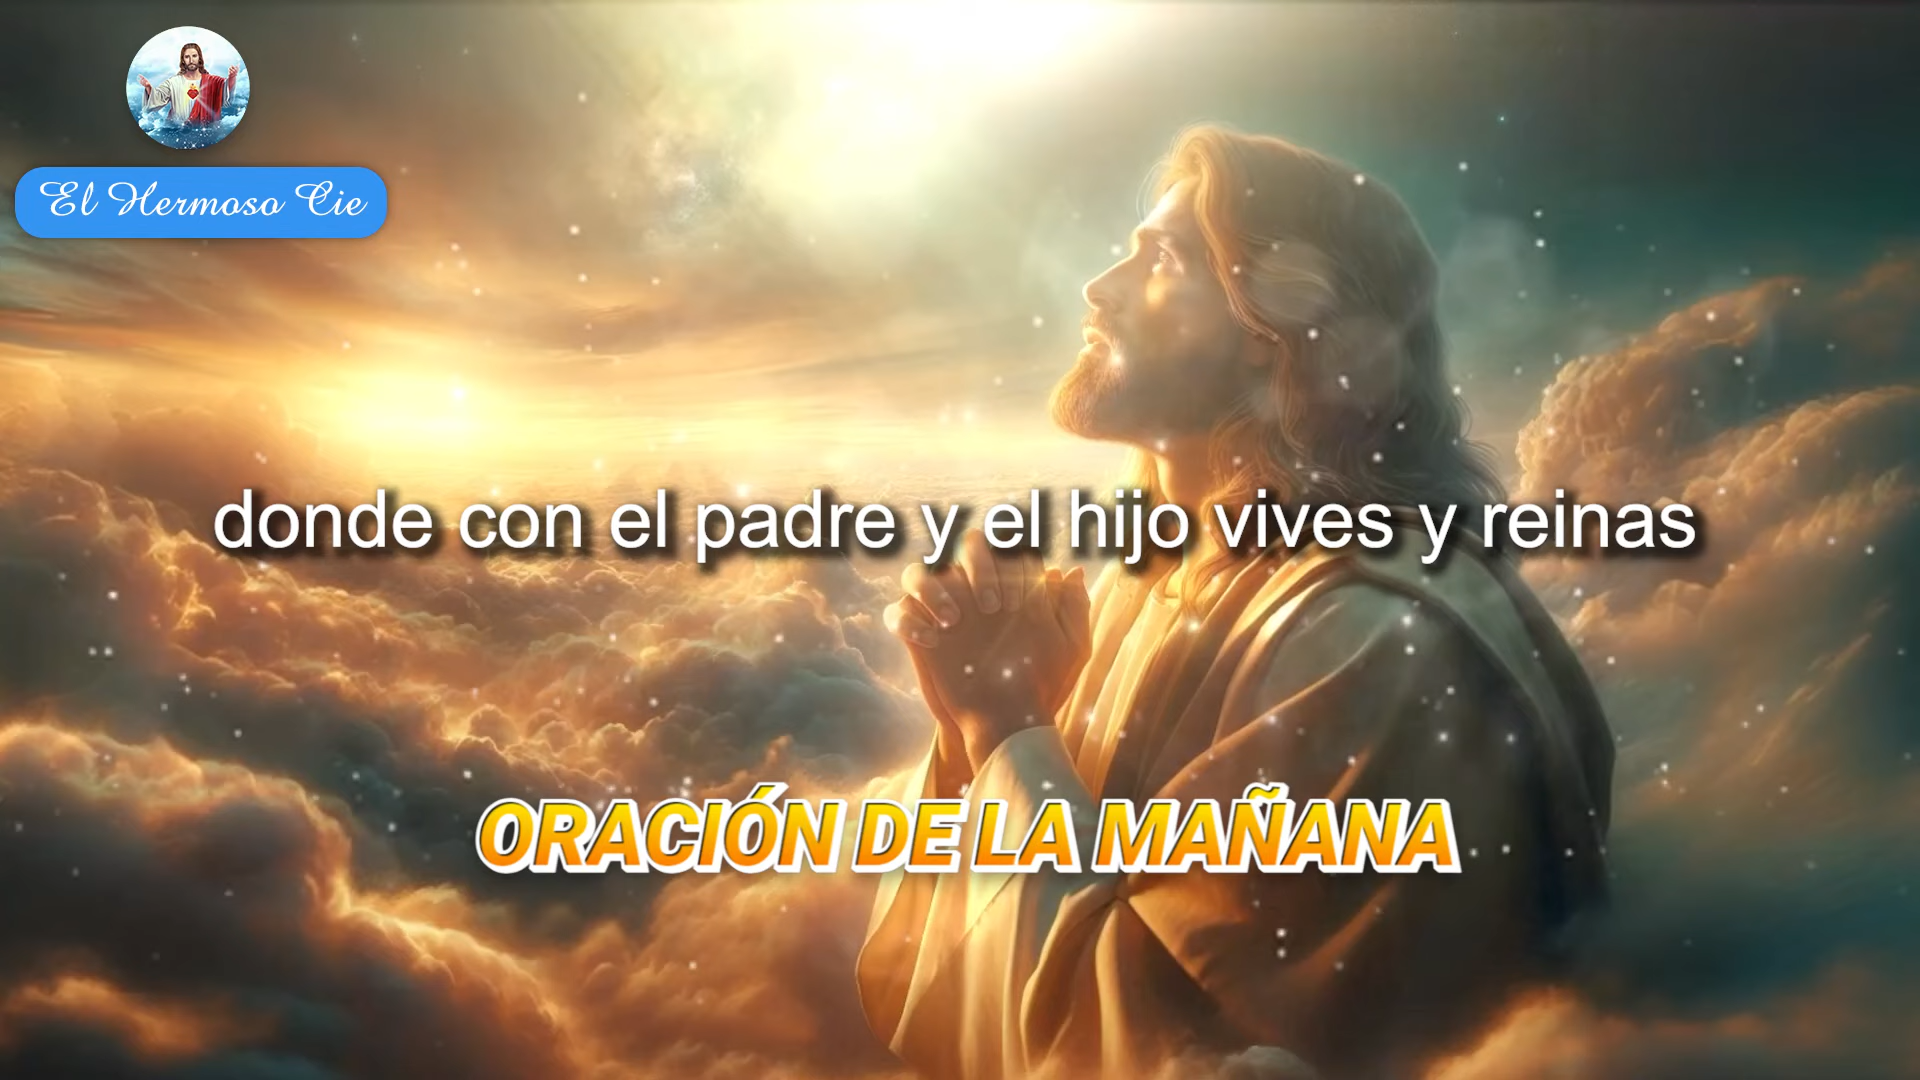 El Hermoso Cie
donde con el padre y el hijo vives y reinas
ORACIÓN DE LA MAÑANA